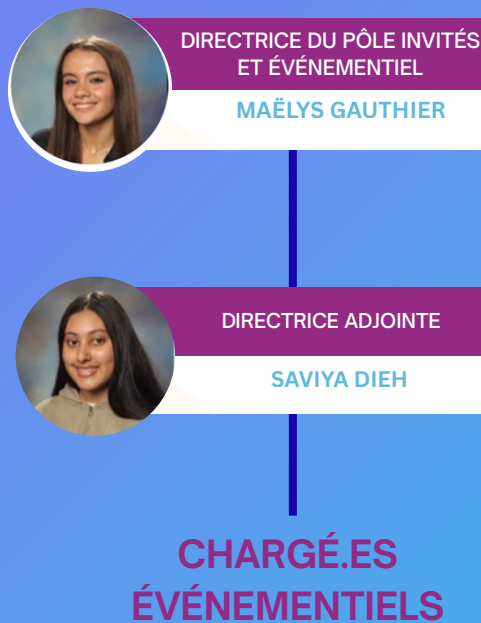 DIRECTRICE DU PÔLE INVITÉS
ET ÉVÉNEMENTIEL
MAËLYS GAUTHIER
DIRECTRICE ADJOINTE
SAVIYA DIEH
CHARGÉ.ES
ÉVÉNEMENTIELS